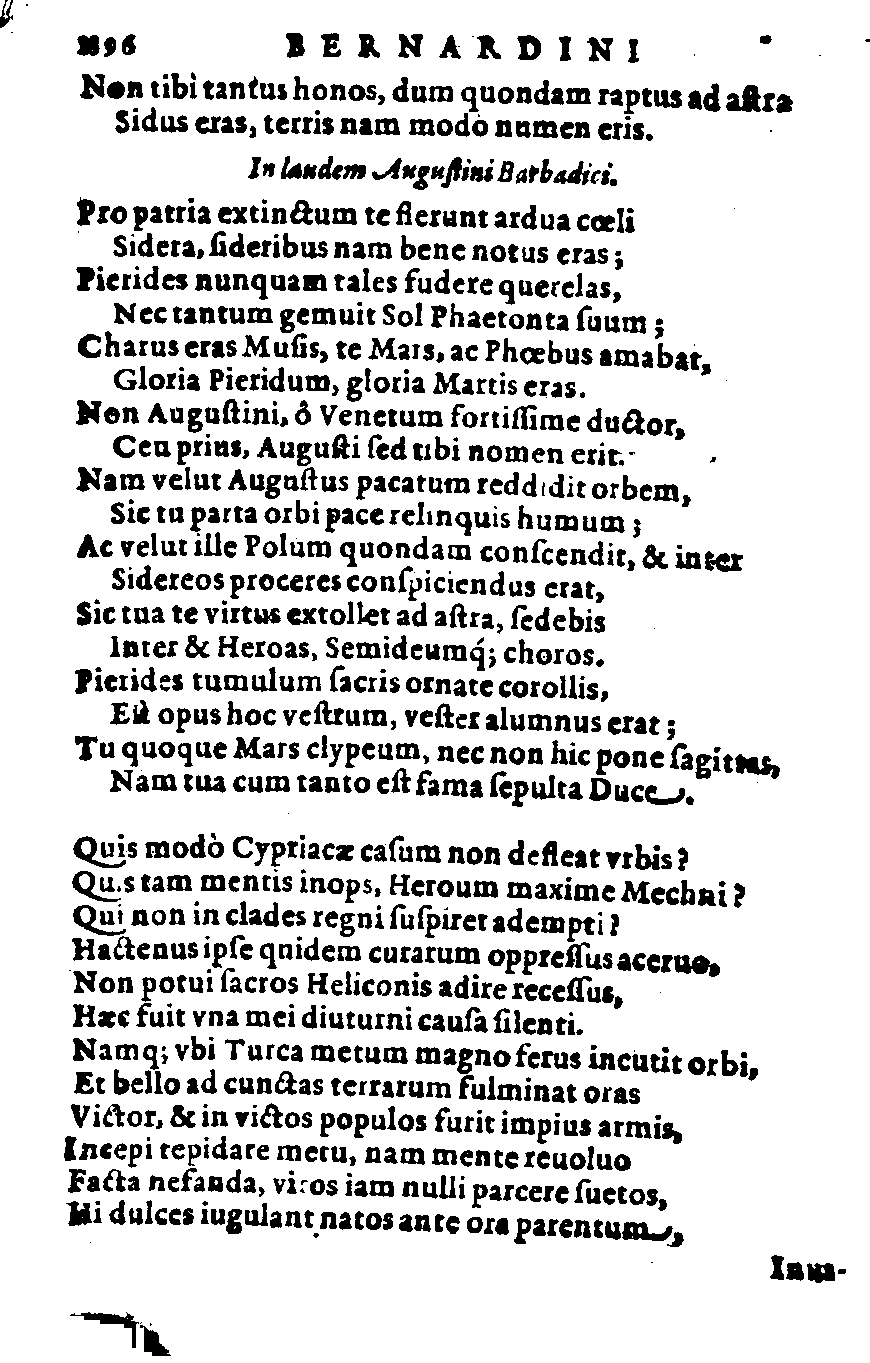 1896 BERNARDINI
Non tibi tantus honos, dum quondam raptus ad aſtra
Sidus eras, terris nam modò numen eris.
In laudem Auguſtini Barbadici.
Pro patria extinctum te flerunt ardua cœli
Sidera, ſideribus nam bene notus eras;
Pierides nunquam tales fudere querelas,
Nec tantum gemuit Sol Phaetonta ſuum;
Charus eras Muſis, te Mars, ac Phœbus amabat,
Gloria Pieridum, gloria Martis eras.
Non Auguſtini, ô Venetum fortiſſime ductor,
Ceu prius, Auguſti ſed tibi nomen erit.
Nam velut Auguſtus pacatum reddidit orbem,
Sic tu parta orbi pace relinquis humum;
Ac velut ille Polum quondam conſcendit, & inter
Sidereos proceres conſpiciendus erat,
Sic tua te virtus extollet ad aſtra, ſedebis
Inter & Heroas, Semideumq́; choros.
Pierides tumulum ſacris ornate corollis,
Eſt opus hoc veſtrum, veſter alumnus erat;
Tu quoque Mars clypeum, nec non hic pone ſagittas,
Nam tua cum tanto eſt fama ſepulta Duce.
Quis modò Cypriacæ caſum non defleat vrbis?
Quis tam mentis inops, Heroum maxime Mechni?
Qui non in clades regni ſuſpiret adempti?
Hactenus ipſe quidem curarum oppreſſus aceruo,
Non potui ſacros Heliconis adire receſſus,
Hæc fuit vna mei diuturni cauſa ſilenti.
Namq; vbi Turca metum magno ferus incutit orbi,
Et bello ad cunctas terrarum fulminat oras
Victor, & in victos populos furit impius armis,
Incepi tepidare metu, nam mente reuoluo
Facta nefanda, viros iam nulli parcere ſuetos,
Hi dulces iugulant natos ante ora parentum,
Inua-